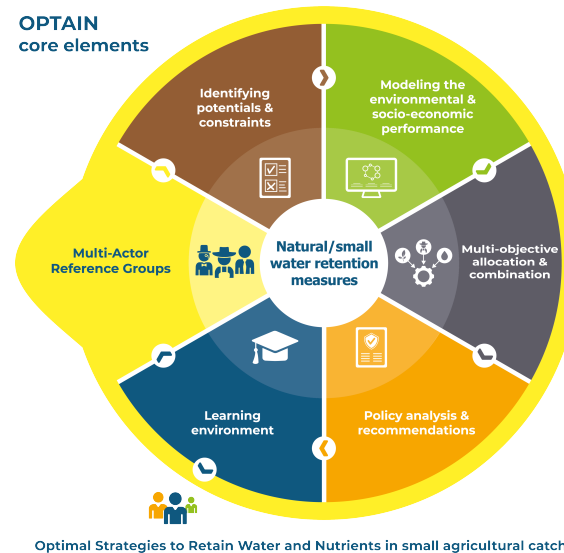 OPTAIN
core elements
Identifying
potentials &
constraints
Modeling the
environmental &
socio-economic
performance
Multi-Actor
Reference Groups
Natural/small
water retention
measures
Multi-objective
allocation &
combination
Learning
environment
Policy analysis &
recommendations
Optimal Strategies to Retain Water and Nutrients in small agricultural catch